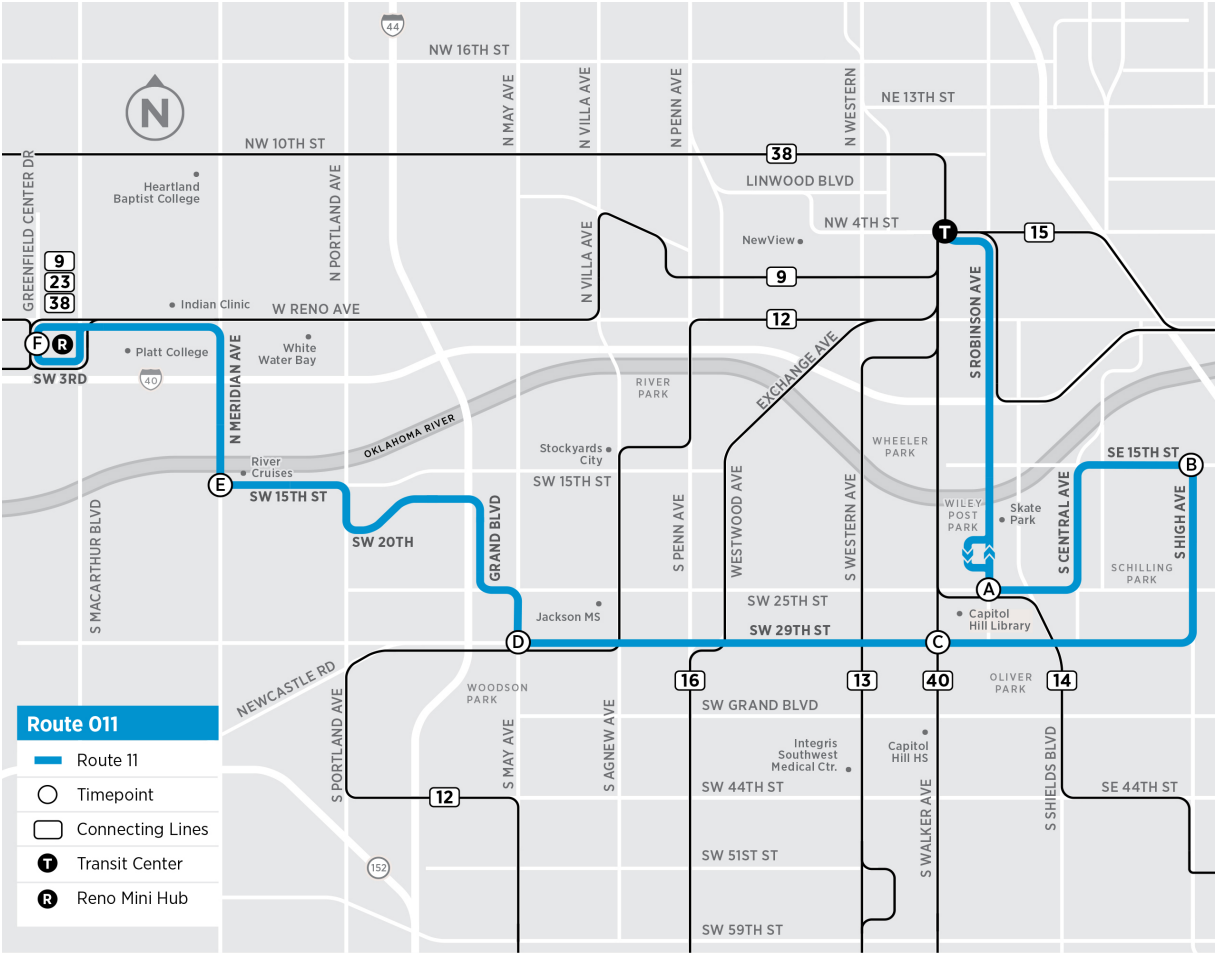 44
NW 16TH ST
N MAY AVE
N VILLA AVE
N PENN AVE
N WESTERN
NE 13TH ST
N
NW 10TH ST
38
GREENFIELD CENTER DR
Heartland
Baptist College
N PORTLAND AVE
LINWOOD BLVD
NW 4TH ST
NewView
T
15
N VILLA AVE
9
9
23
38
Indian Clinic
W RENO AVE
12
S ROBINSON AVE
F
R
Platt College
White
Water Bay
EXCHANGE AVE
SW 3RD
40
N MERIDIAN AVE
RIVER
PARK
OKLAHOMA RIVER
Stockyards
City
WHEELER
PARK
SE 15TH ST
B
River
Cruises
E
SW 15TH ST
SW 15TH ST
WESTWOOD AVE
S WESTERN AVE
S CENTRAL AVE
S HIGH AVE
WILEY
POST
PARK
Skate
Park
S MACARTHUR BLVD
SW 20TH
GRAND BLVD
S PENN AVE
SCHILLING
PARK
A
Jackson MS
SW 25TH ST
Capitol
Hill Library
D
SW 29TH ST
C
NEWCASTLE RD
WOODSON
PARK
16
13
40
OLIVER
PARK
14
S PORTLAND AVE
S MAY AVE
S AGNEW AVE
SW GRAND BLVD
Integris
Southwest
Medical Ctr.
Capitol
Hill HS
S SHIELDS BLVD
SW 44TH ST
SE 44TH ST
12
S WALKER AVE
SW 51ST ST
152
SW 59TH ST
Route 011
Route 11
Timepoint
Connecting Lines
T
Transit Center
R
Reno Mini Hub